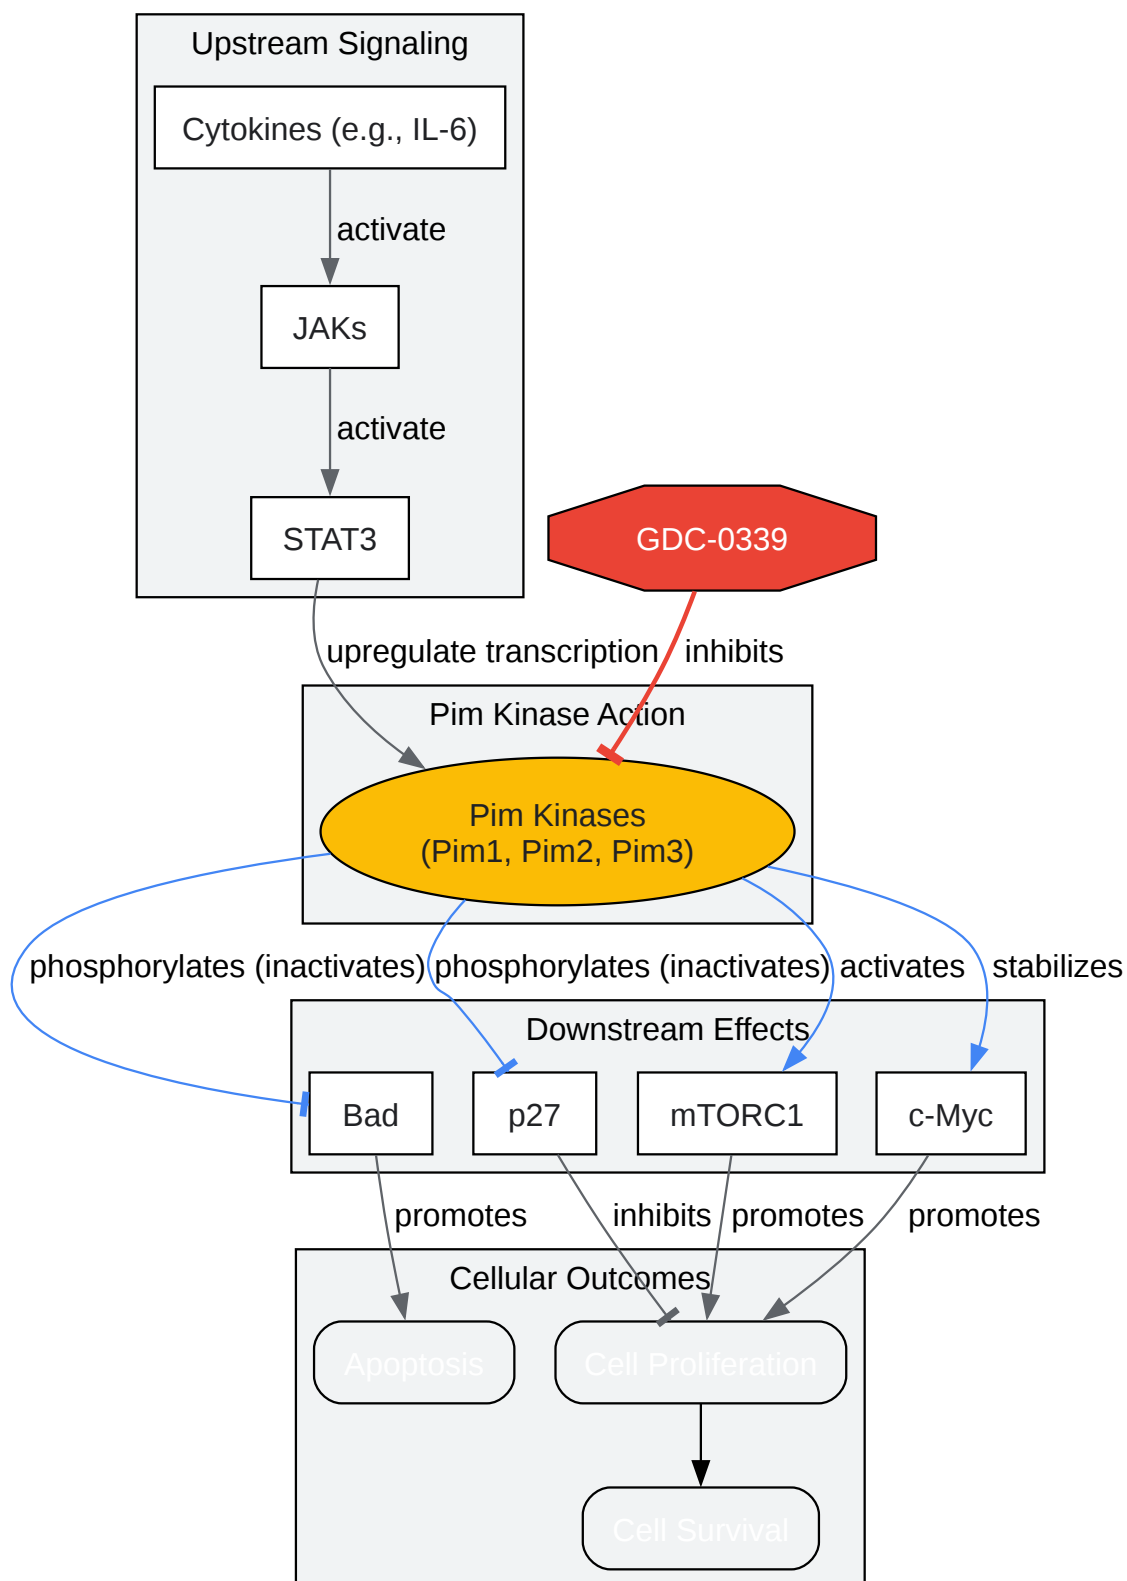 Upstream Signaling
Cytokines (e.g., IL-6)
activate
JAKs
activate
STAT3
GDC-0339
upregulate transcription
inhibits
Pim Kinase Action
Pim Kinases
(Pim1, Pim2, Pim3)
phosphorylates (inactivates)
phosphorylates (inactivates)
activates
stabilizes
Downstream Effects
Bad
p27
mTORC1
c-Myc
promotes
inhibits
promotes
promotes
Cellular Outcomes
Apoptosis
Cell Proliferation
Cell Survival